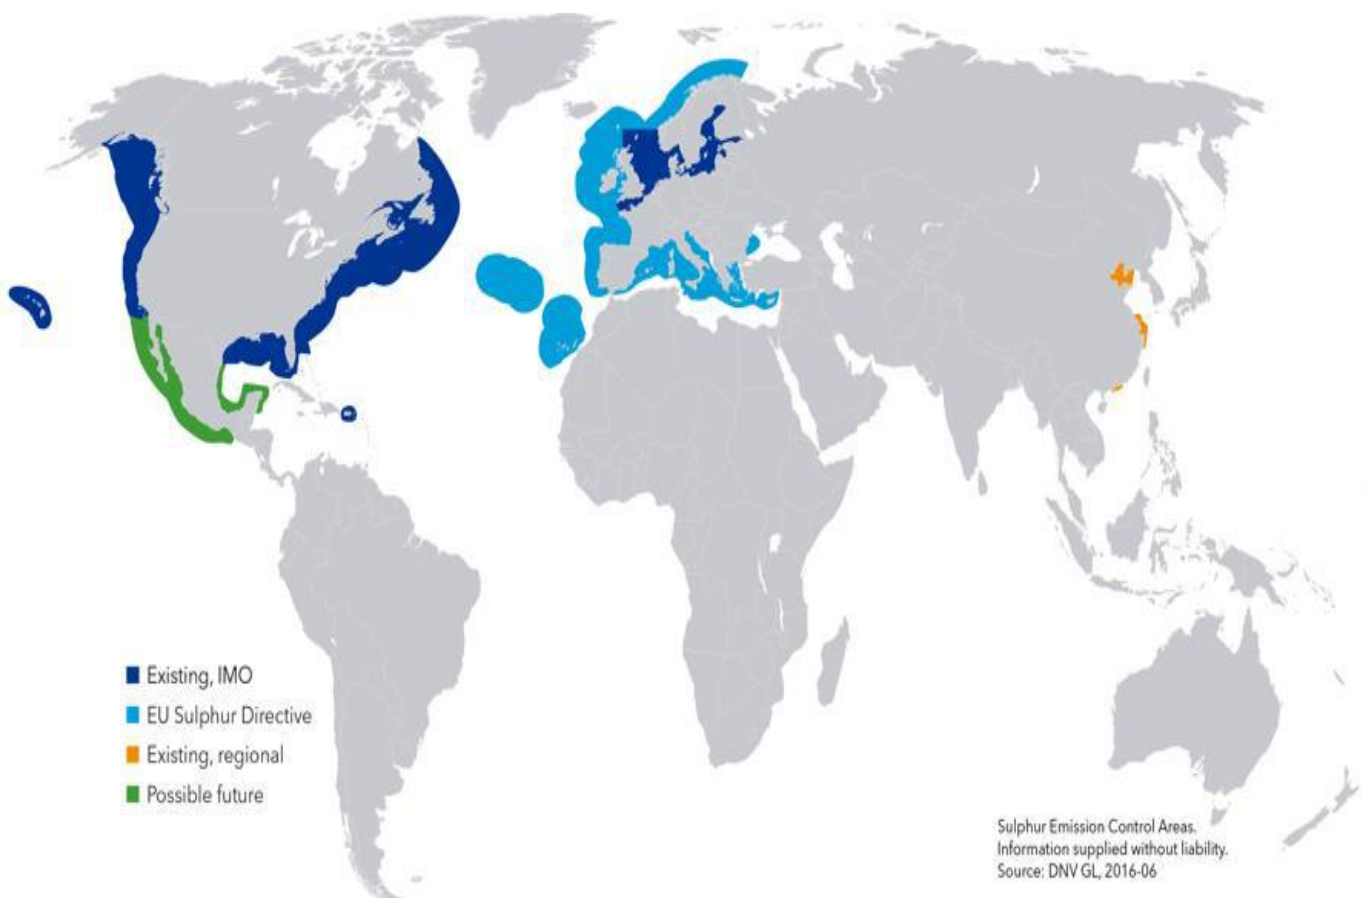 Existing, IMO
EU Sulphur Directive
Existing, regional
Possible future
Sulphur Emission Control Areas.
Information supplied without liability.
Source: DNV GL, 2016-06